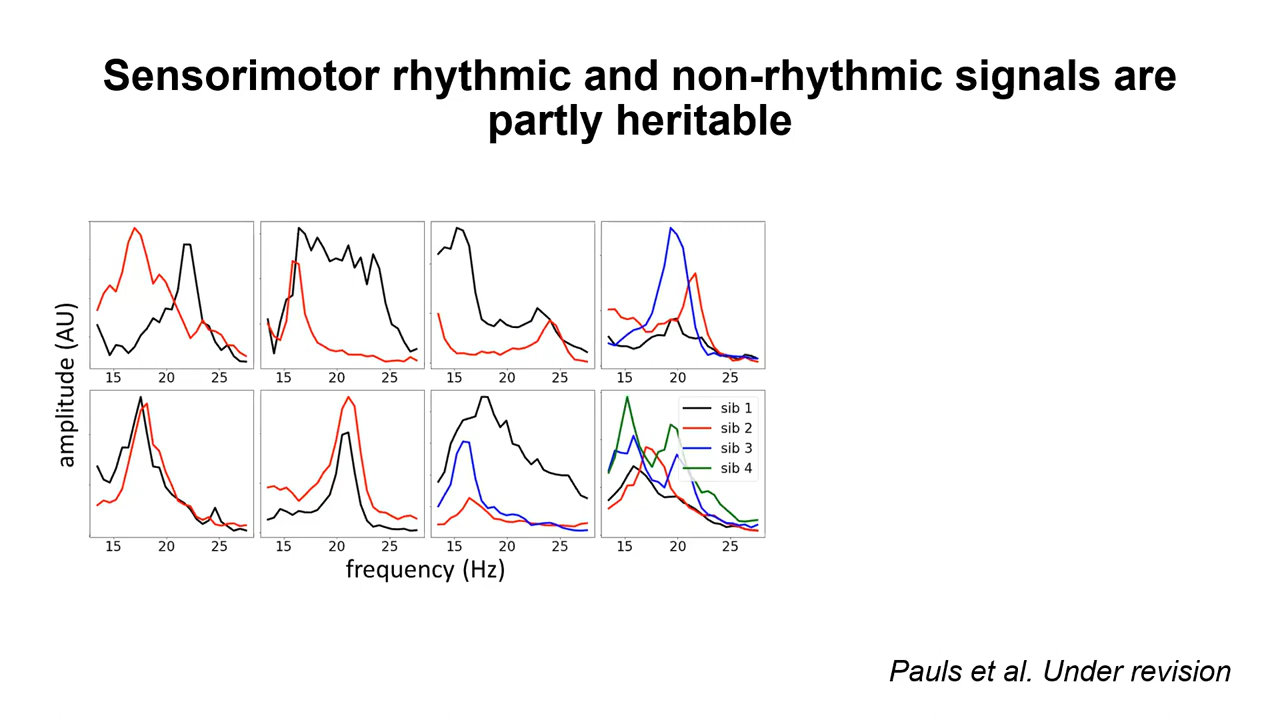 Sensorimotor rhythmic and non-rhythmic signals are
partly heritable
amplitude (AU)
15 20 25
15 20 25
15 20 25
15 20 25
sib 1
sib 2
sib 3
sib 4
15 20 25
15 20 25
15 20 25
15 20 25
frequency (Hz)
Pauls et al. Under revision